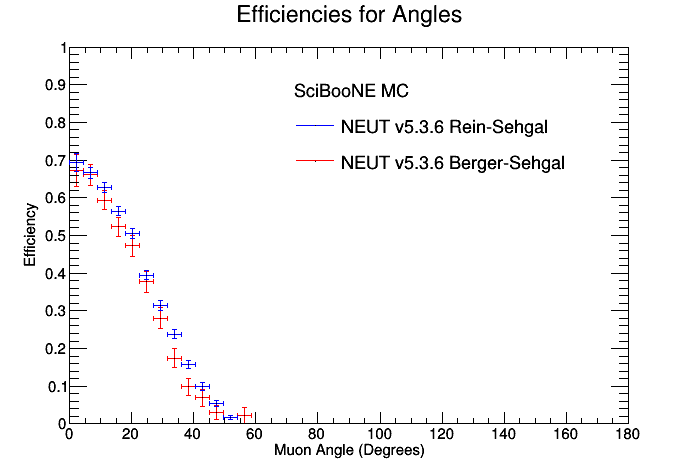 Efficiencies for Angles
1
0.9
0.8
0.7
0.6
0.5
0.4
0.3
0.2
0.1
0
Efficiency
SciBooNE MC
NEUT v5.3.6 Rein-Sehgal
NEUT v5.3.6 Berger-Sehgal
0 20 40 60 80 100 120 140 160 180
Muon Angle (Degrees)